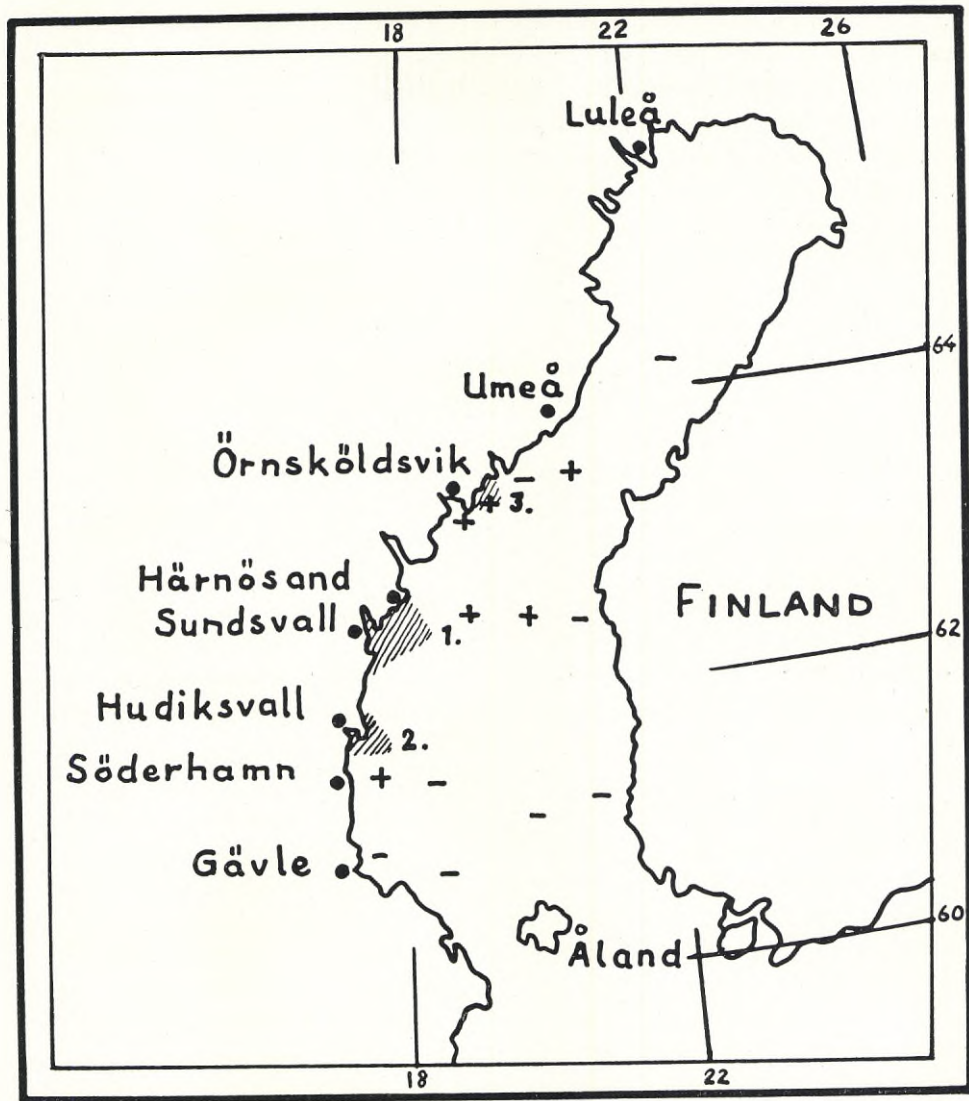 18 22 26
Luleå
64
Umeå
Örnsköldsvik
- +
+ + 3.
Härnösand
Sundsvall
1.
+ + -
FINLAND
62
Hudiksvall
2.
Söderhamn
+ - -
-
Gävle
- -
60
Åland
18 22